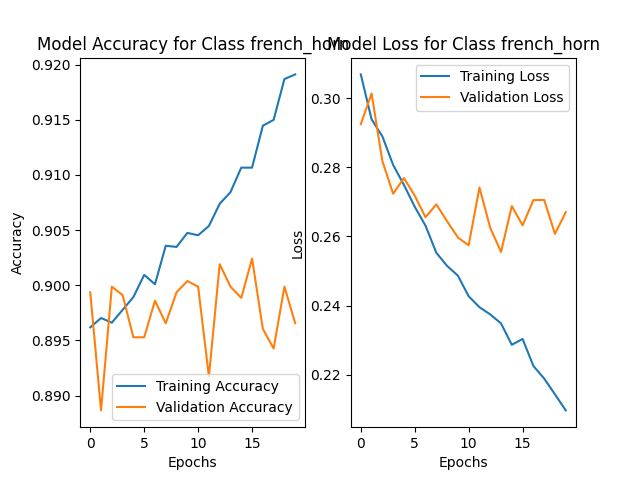 Model Accuracy for Class french_horn
Model Loss for Class french_horn
0.920
0.915
0.910
0.905
0.900
0.895
0.890
Accuracy
Training Accuracy
Validation Accuracy
0 5 10 15
Epochs
Training Loss
Validation Loss
0.30
0.28
0.26
0.24
0.22
Loss
0 5 10 15
Epochs